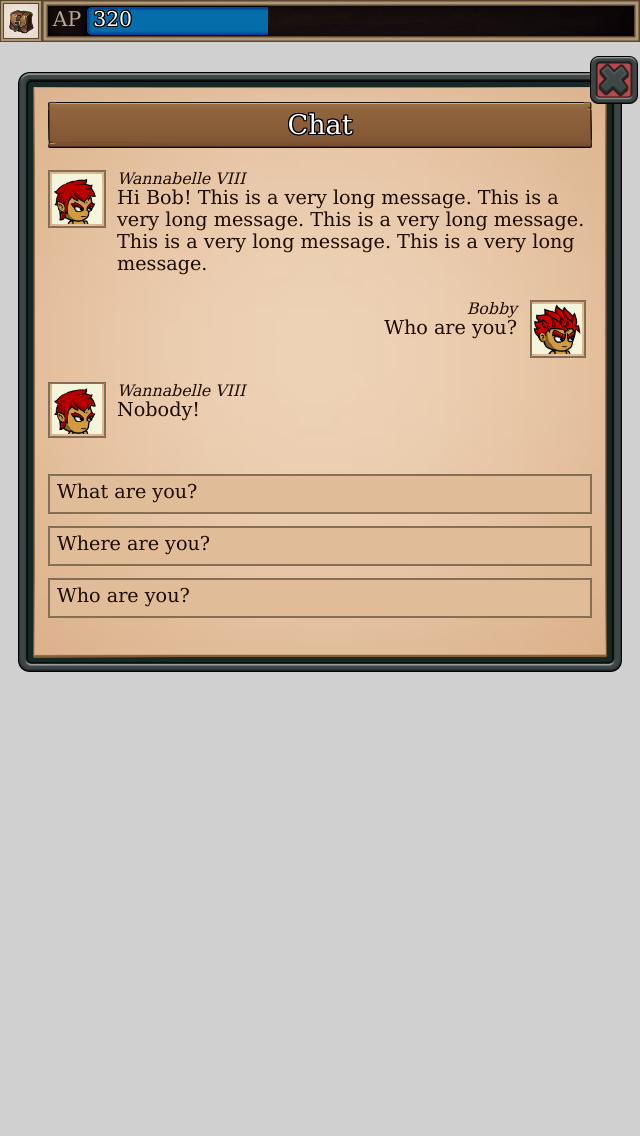 AP 320
Chat
Wannabelle VIII
Hi Bob! This is a very long message. This is a
very long message. This is a very long message.
This is a very long message. This is a very long
message.
Bobby
Who are you?
Wannabelle VIII
Nobody!
What are you?
Where are you?
Who are you?